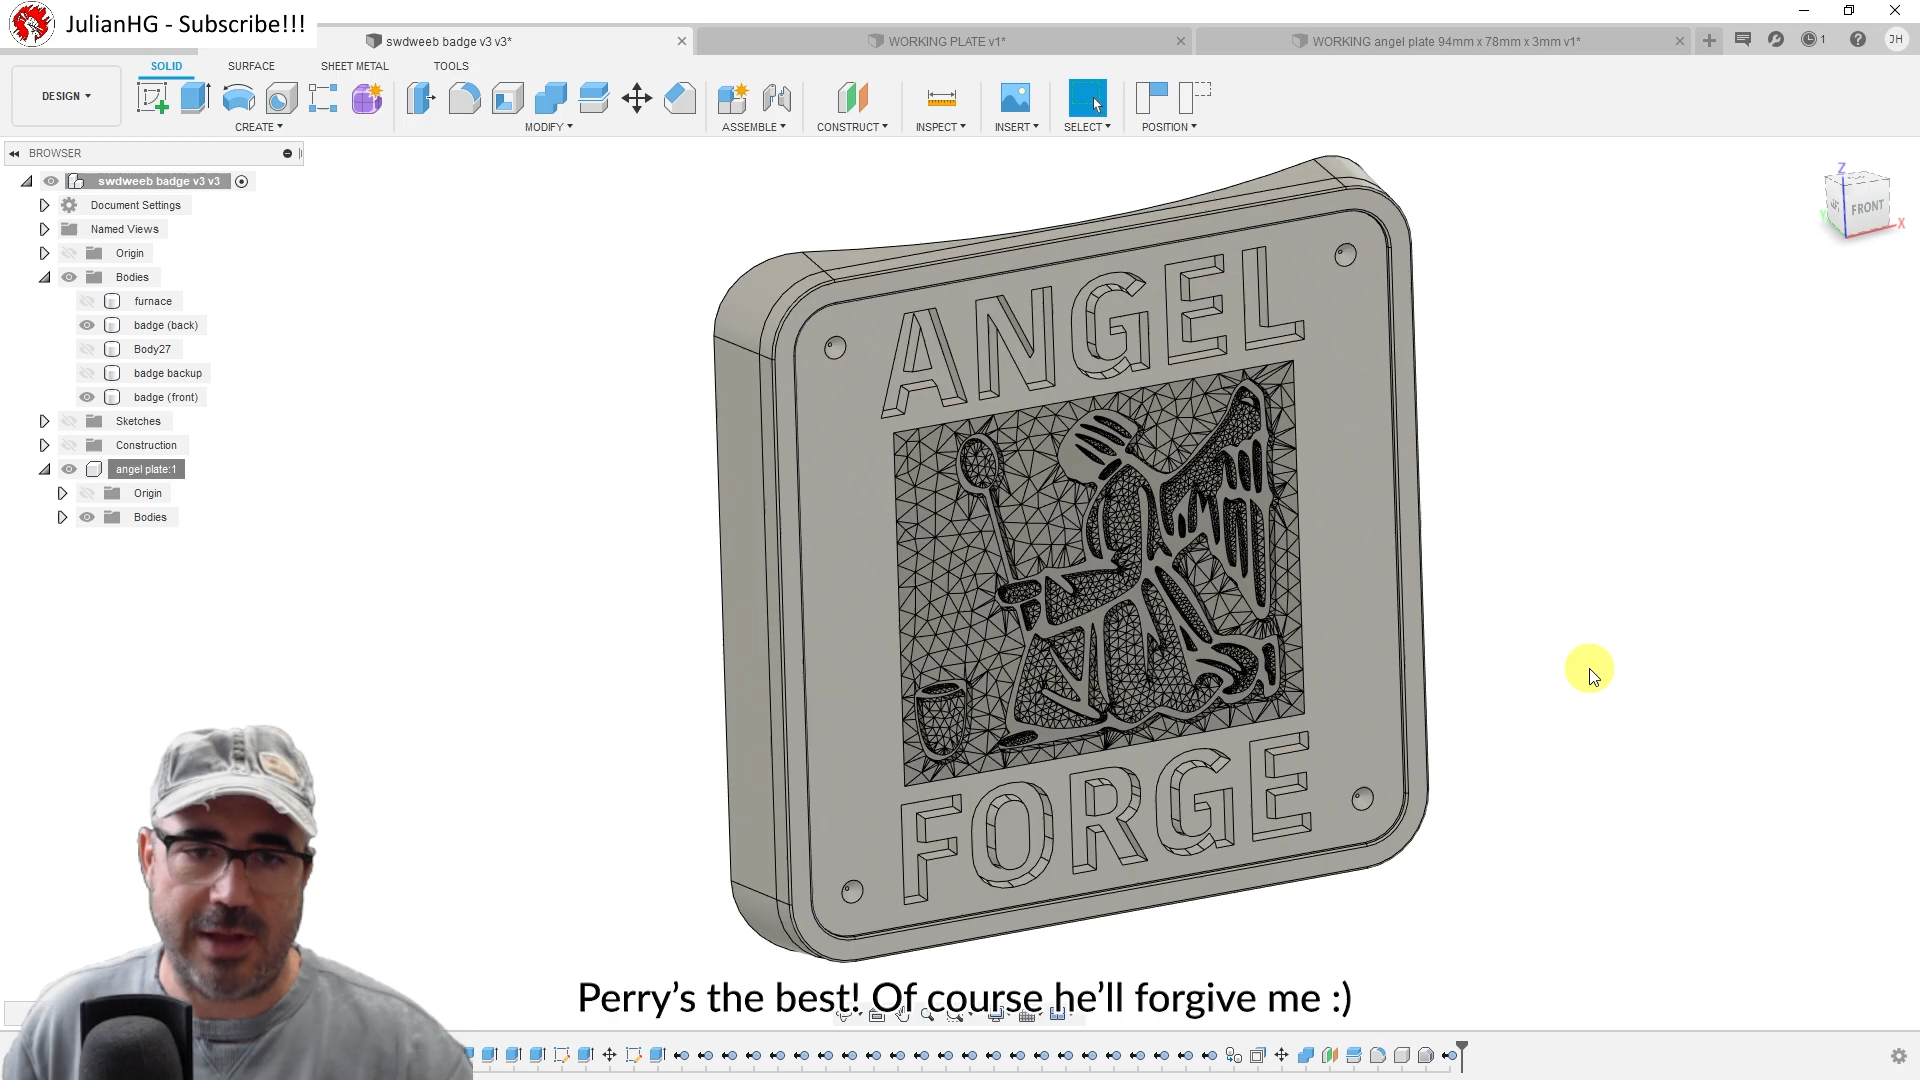 JulianHG - Subscribe!!!
swdweeb badge v3 v3*
WORKING PLATE v1*
WORKING angel plate 94mm x 78mm x 3mm v1*
1
JH
SOLID
SURFACE
SHEET METAL
TOOLS
DESIGN
CREATE
MODIFY
ASSEMBLE
CONSTRUCT
INSPECT
INSERT
SELECT
POSITION
BROWSER
swdweeb badge v3 v3
Document Settings
Named Views
Origin
Bodies
furnace
badge (back)
Body27
badge backup
badge (front)
Sketches
Construction
angel plate:1
Origin
Bodies
Z
FRONT
X
Y
ANGEL
FORGE
Perry's the best! Of course he'll forgive me :)